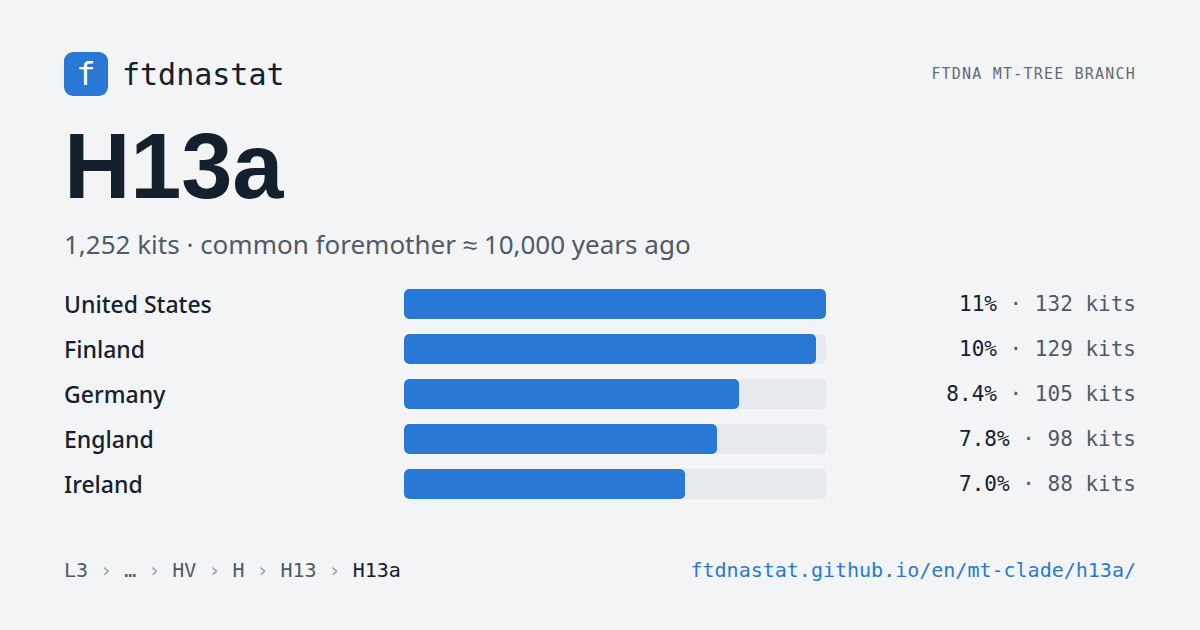 f ftdnastat
FTDNA MT-TREE BRANCH
H13a
1,252 kits · common foremother ≈ 10,000 years ago
United States 11% · 132 kits
Finland 10% · 129 kits
Germany 8.4% · 105 kits
England 7.8% · 98 kits
Ireland 7.0% · 88 kits
L3 › … › HV › H › H13 › H13a
ftdnastat.github.io/en/mt-clade/h13a/